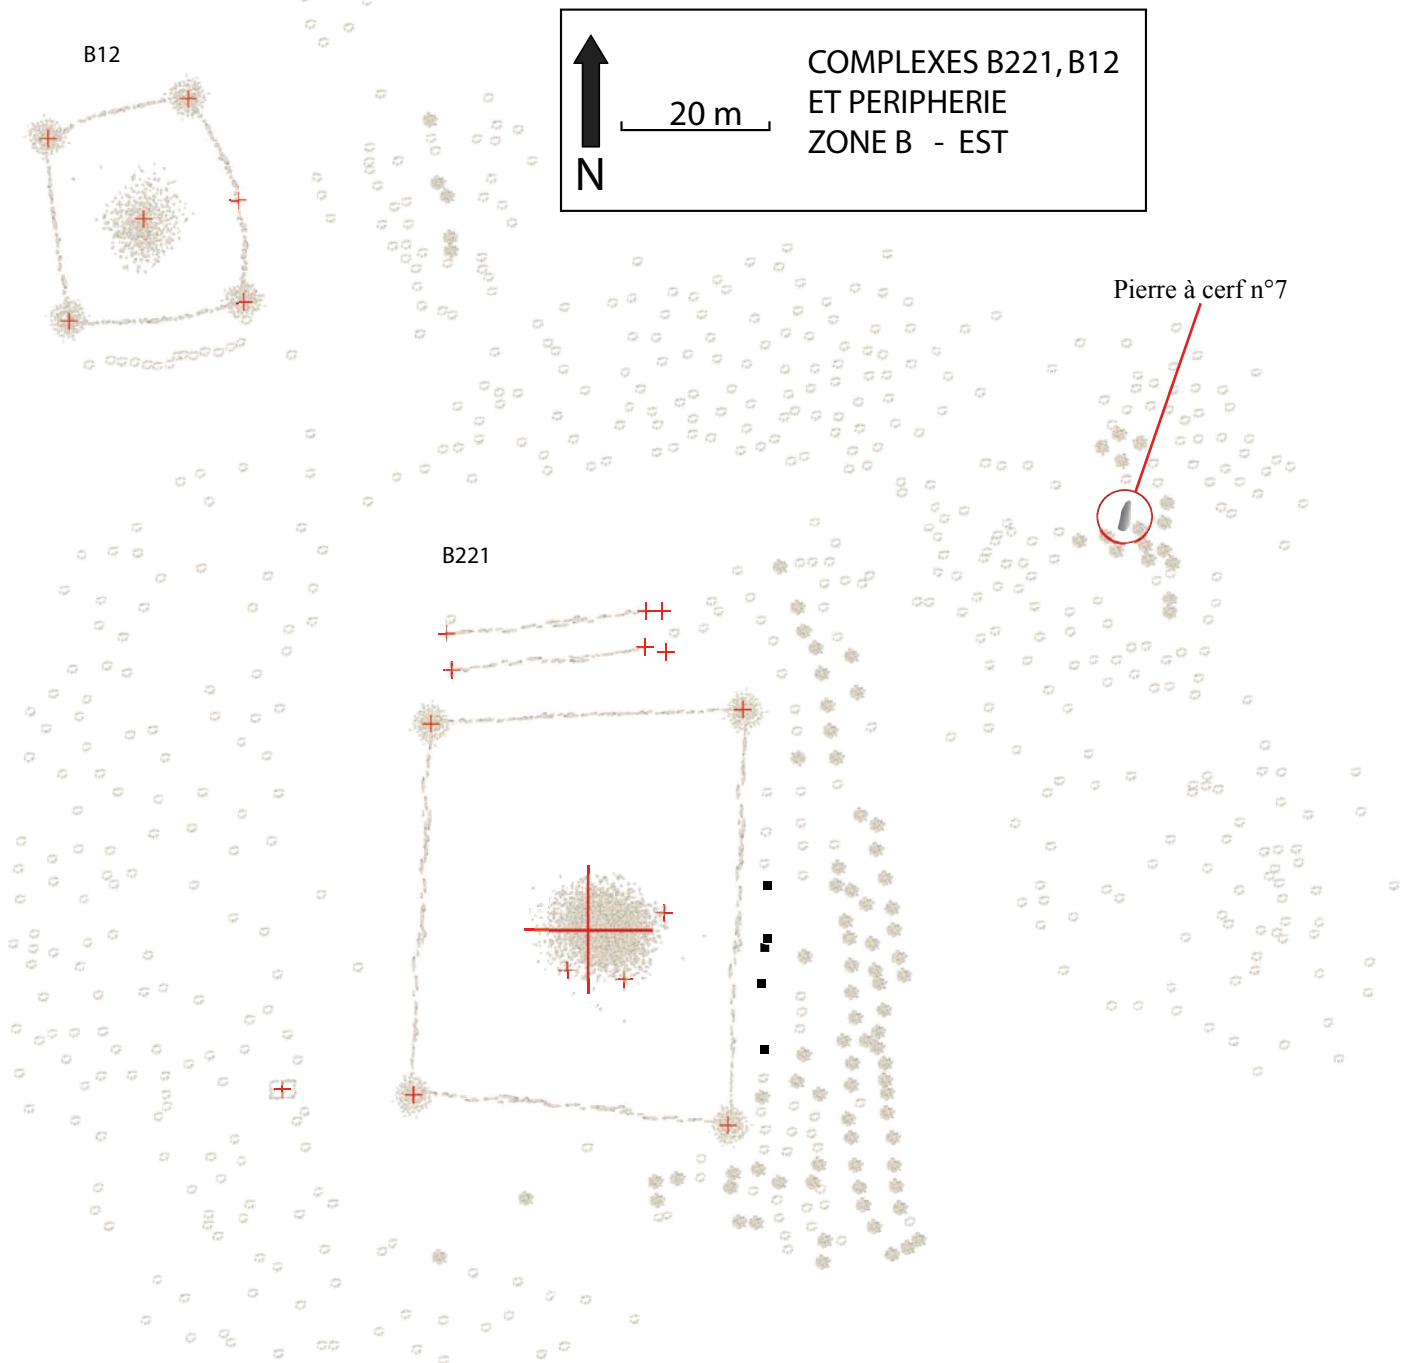 B12
20 m
N
COMPLEXES B221, B12
ET PERIPHERIE
ZONE B - EST
Pierre à cerf n°7
B221